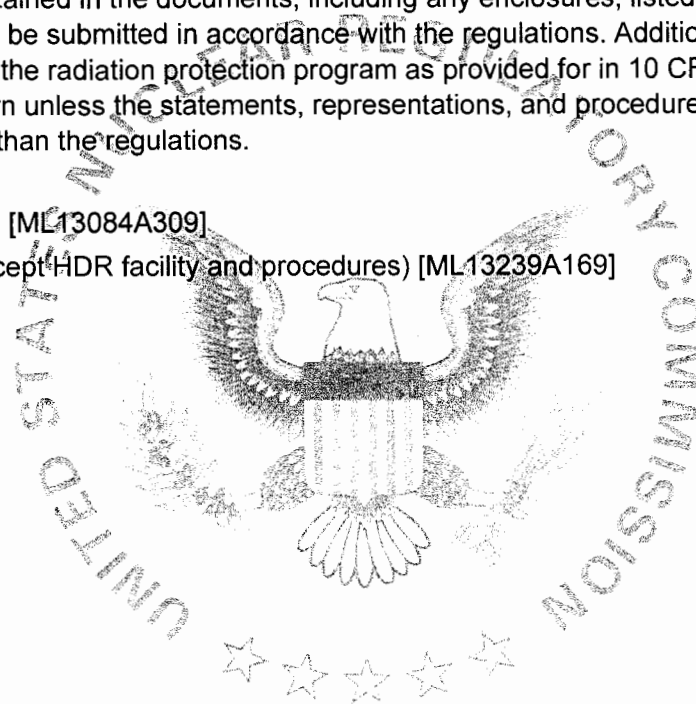 tained in the documents, including any enclosures, listed
be submitted in accordance with the regulations. Additio
the radiation protection program as provided for in 10 CF
n unless the statements, representations, and procedure
than the regulations.
[ML13084A309]
cept HDR facility and procedures) [ML13239A169]
UNITED STATES NUCLEAR REGULATORY COMMISSION